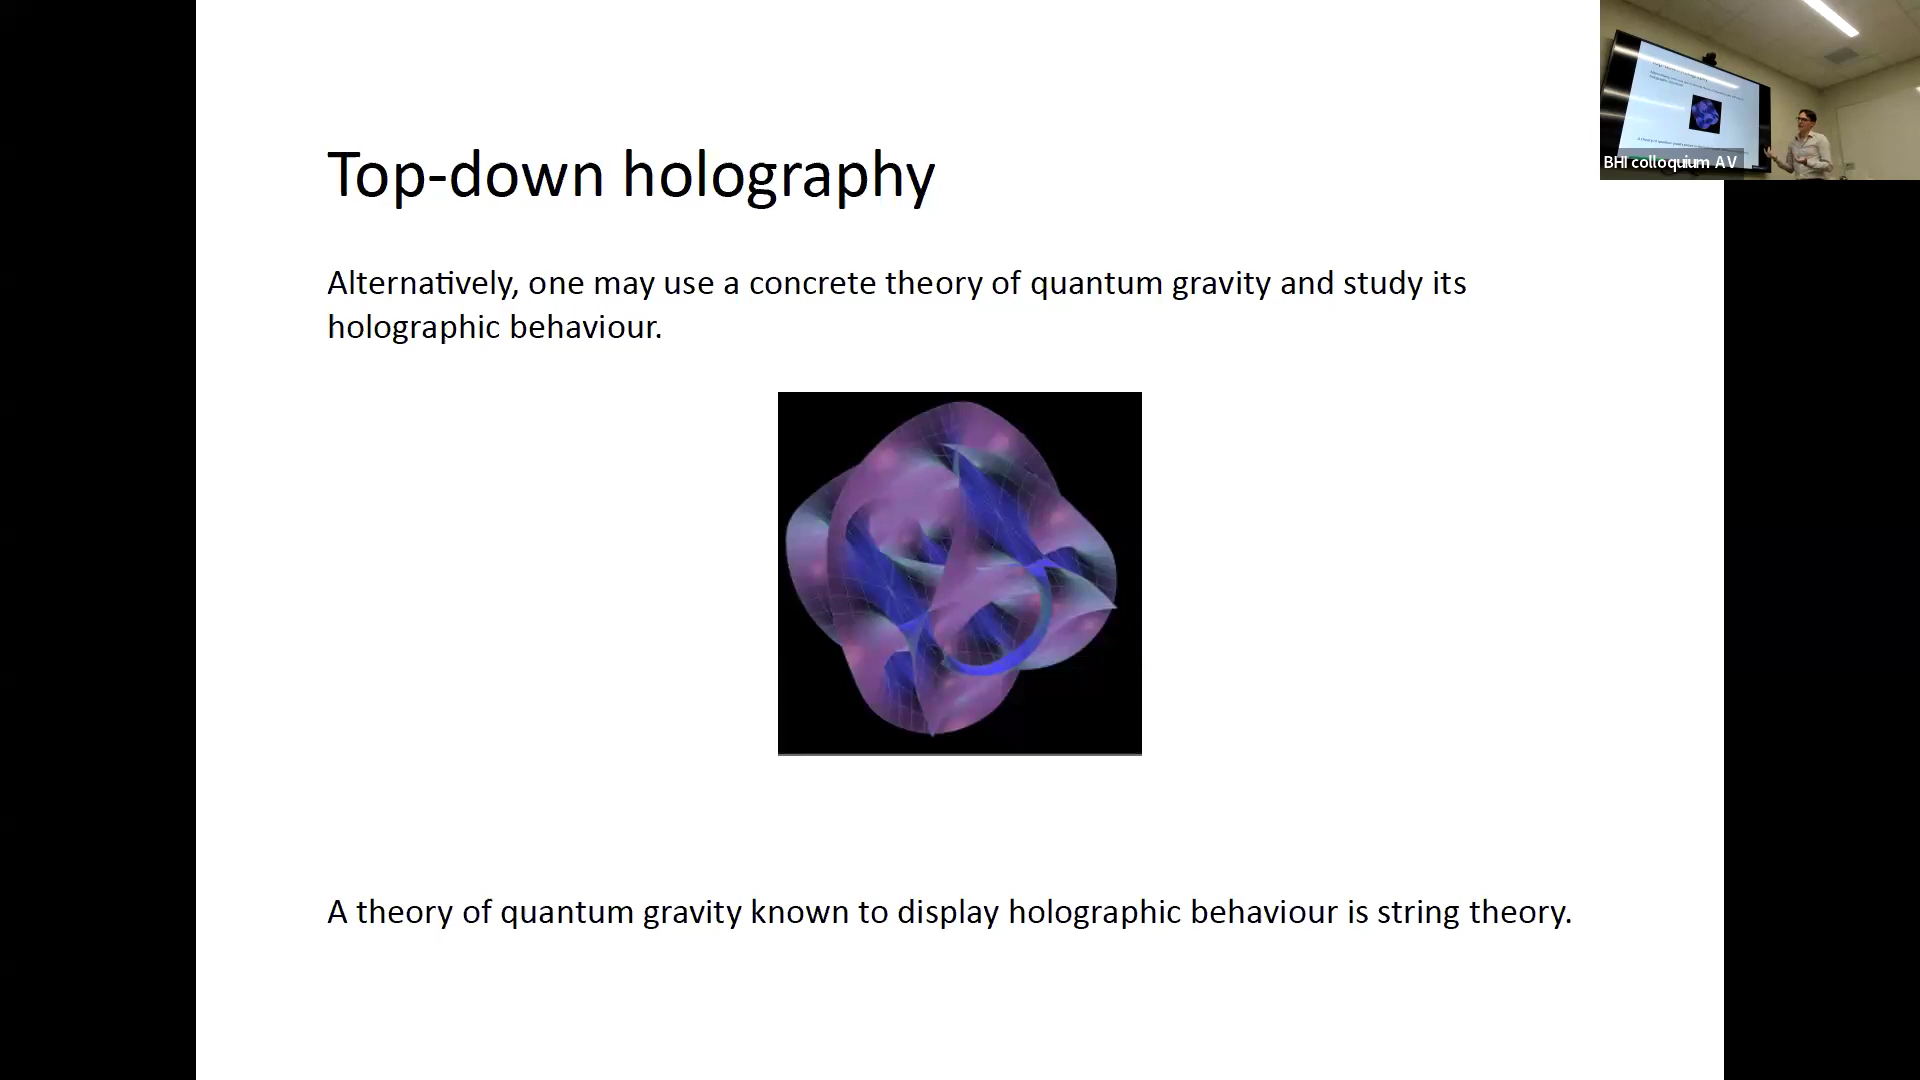 Top-down holography
Alternatively, one may use a concrete theory of quantum gravity and study its
holographic behaviour.
A theory of quantum gravity known to display holographic behaviour is string theory.
BHI colloquium AV